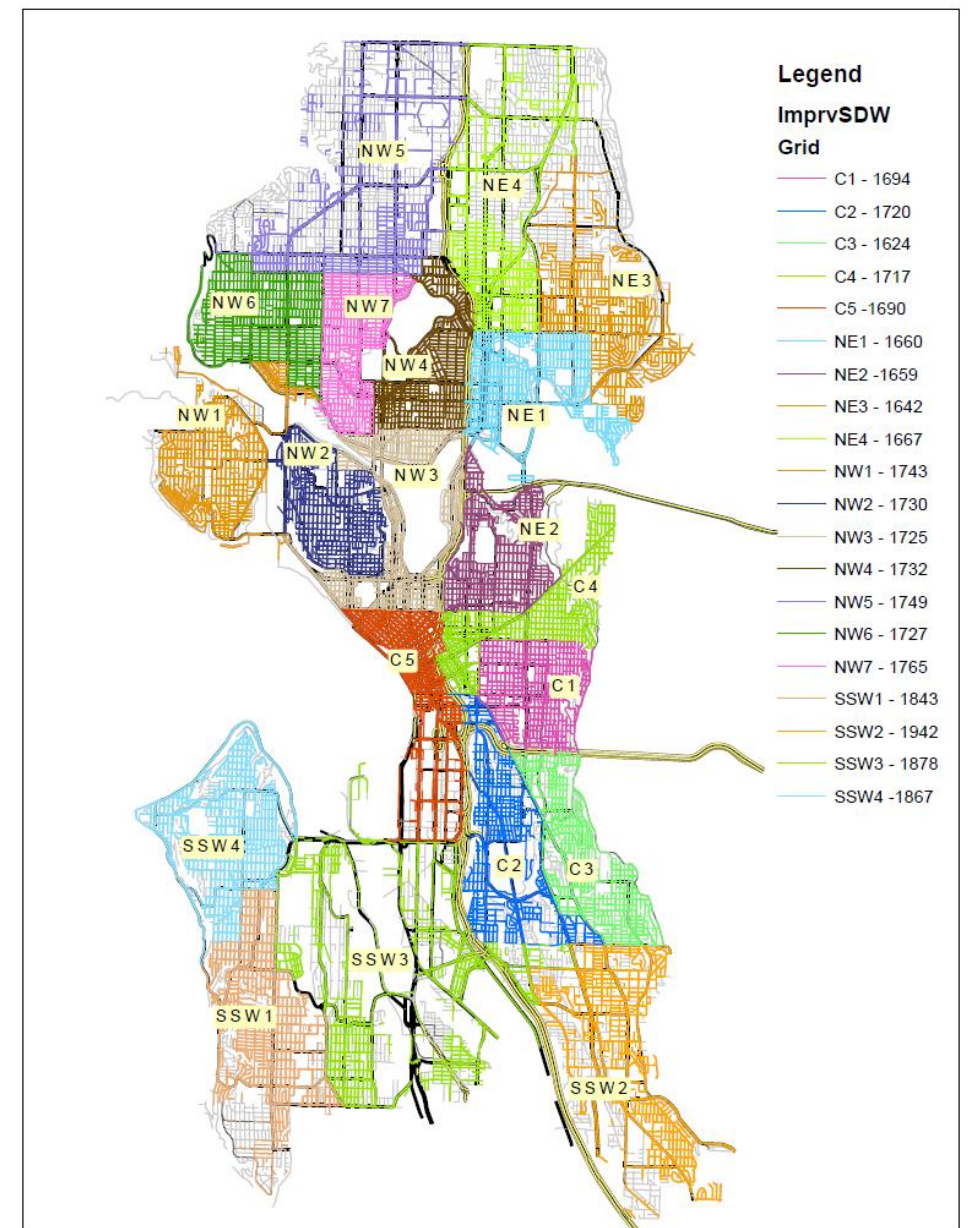 Legend
ImprvSDW
Grid
C1 - 1694
C2 - 1720
C3 - 1624
C4 - 1717
C5 -1690
NE1 - 1660
NE2 -1659
NE3 - 1642
NE4 - 1667
NW1 - 1743
NW2 - 1730
NW3 - 1725
NW4 - 1732
NW5 - 1749
NW6 - 1727
NW7 - 1765
SSW1 - 1843
SSW2 - 1942
SSW3 - 1878
SSW4 -1867
NW5
NE4
NE3
NW6
NW7
NW4
NW1
NE1
NW2
NW3
NE2
C4
C5
C1
SSW4
C2
C3
SSW3
SSW1
SSW2